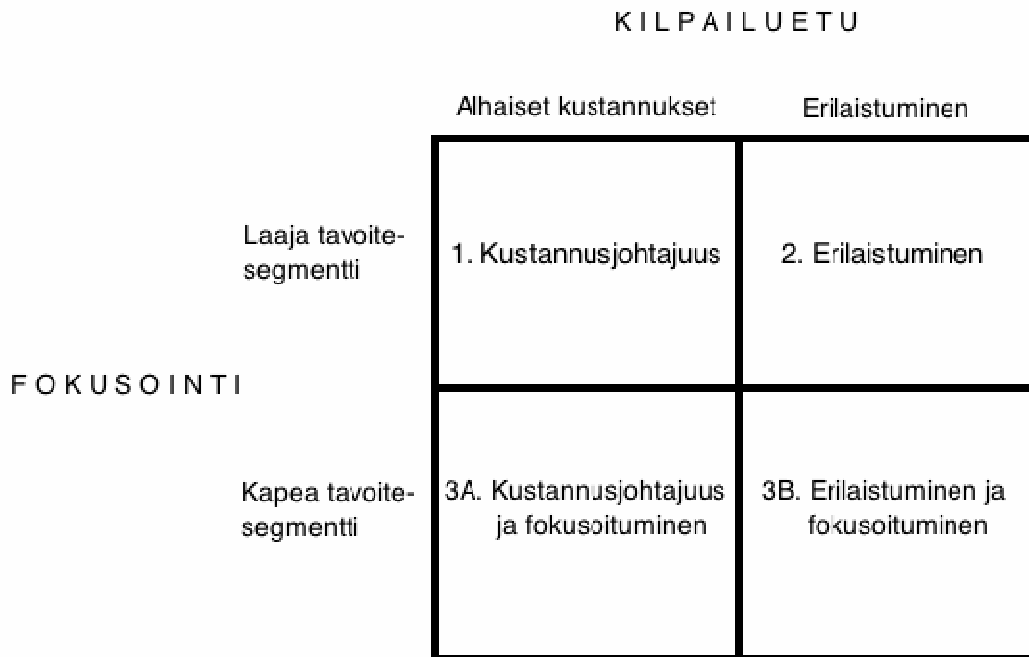 KILPAILUETU
Alhaiset kustannukset
Erilaistuminen
Laaja tavoite-
segmentti
1. Kustannusjohtajuus
2. Erilaistuminen
FOKUSOINTI
Kapea tavoite-
segmentti
3A. Kustannusjohtajuus
ja fokusoituminen
3B. Erilaistuminen ja
fokusoituminen